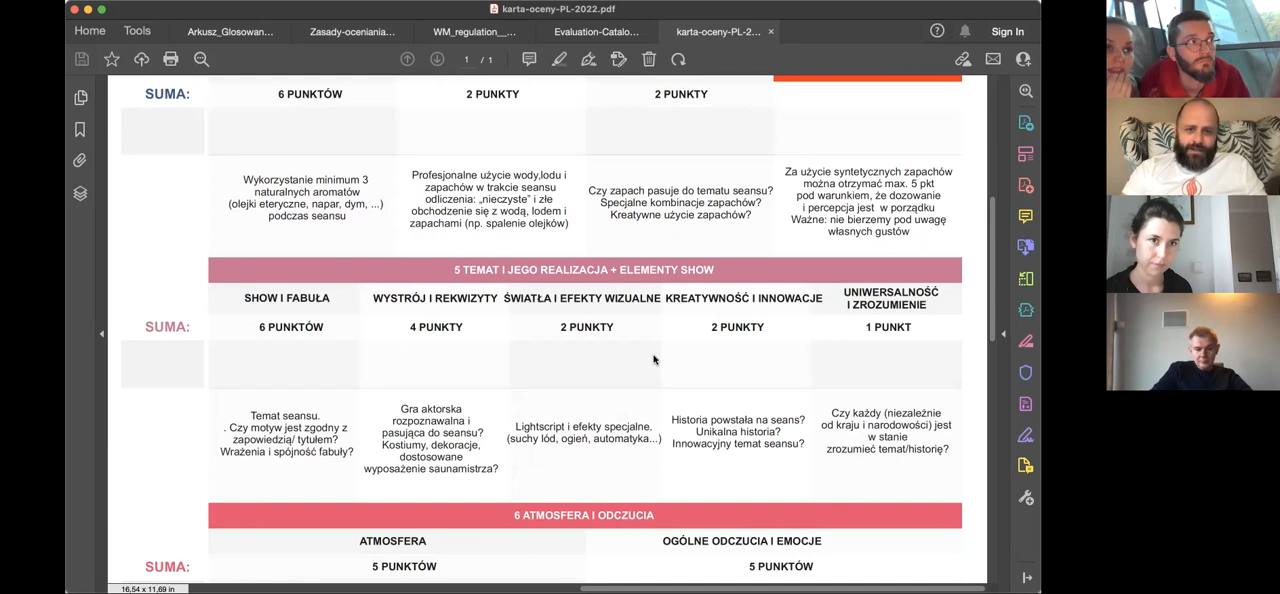 karta-oceny-PL-2022.pdf
Home Tools Arkusz_Glosowan... Zasady-oceniania... WM_regulation__... Evaluation-Catalo... karta-oceny-PL-2... × Sign In
1 / 1
SUMA: 6 PUNKTÓW 2 PUNKTY 2 PUNKTY
Wykorzystanie minimum 3
naturalnych aromatów
(olejki eteryczne, napar, dym, ...)
podczas seansu
Profesjonalne użycie wody,lodu i
zapachów w trakcie seansu
odliczenia: „nieczyste” i złe
obchodzenie się z wodą, lodem i
zapachami (np. spalenie olejków)
Czy zapach pasuje do tematu seansu?
Specjalne kombinacje zapachów?
Kreatywne użycie zapachów?
Za użycie syntetycznych zapachów
można otrzymać max. 5 pkt
pod warunkiem, że dozowanie
i percepcja jest w porządku
Ważne: nie bierzemy pod uwagę
własnych gustów
5 TEMAT I JEGO REALIZACJA + ELEMENTY SHOW
SHOW I FABUŁA WYSTRÓJ I REKWIZYTY ŚWIATŁA I EFEKTY WIZUALNE KREATYWNOŚĆ I INNOWACJE UNIWERSALNOŚĆ
I ZROZUMIENIE
SUMA: 6 PUNKTÓW 4 PUNKTY 2 PUNKTY 2 PUNKTY 1 PUNKT
Temat seansu.
. Czy motyw jest zgodny z
zapowiedzią/ tytułem?
Wrażenia i spójność fabuły?
Gra aktorska
rozpoznawalna i
pasująca do seansu?
Kostiumy, dekoracje,
dostosowane
wyposażenie saunamistrza?
Lightscript i efekty specjalne.
(suchy lód, ogień, automatyka...)
Historia powstała na seans?
Unikalna historia?
Innowacyjny temat seansu?
Czy każdy (niezależnie
od kraju i narodowości) jest
w stanie
zrozumieć temat/historię?
6 ATMOSFERA I ODCZUCIA
ATMOSFERA OGÓLNE ODCZUCIA I EMOCJE
SUMA: 5 PUNKTÓW 5 PUNKTÓW
16,54 x 11,69 in